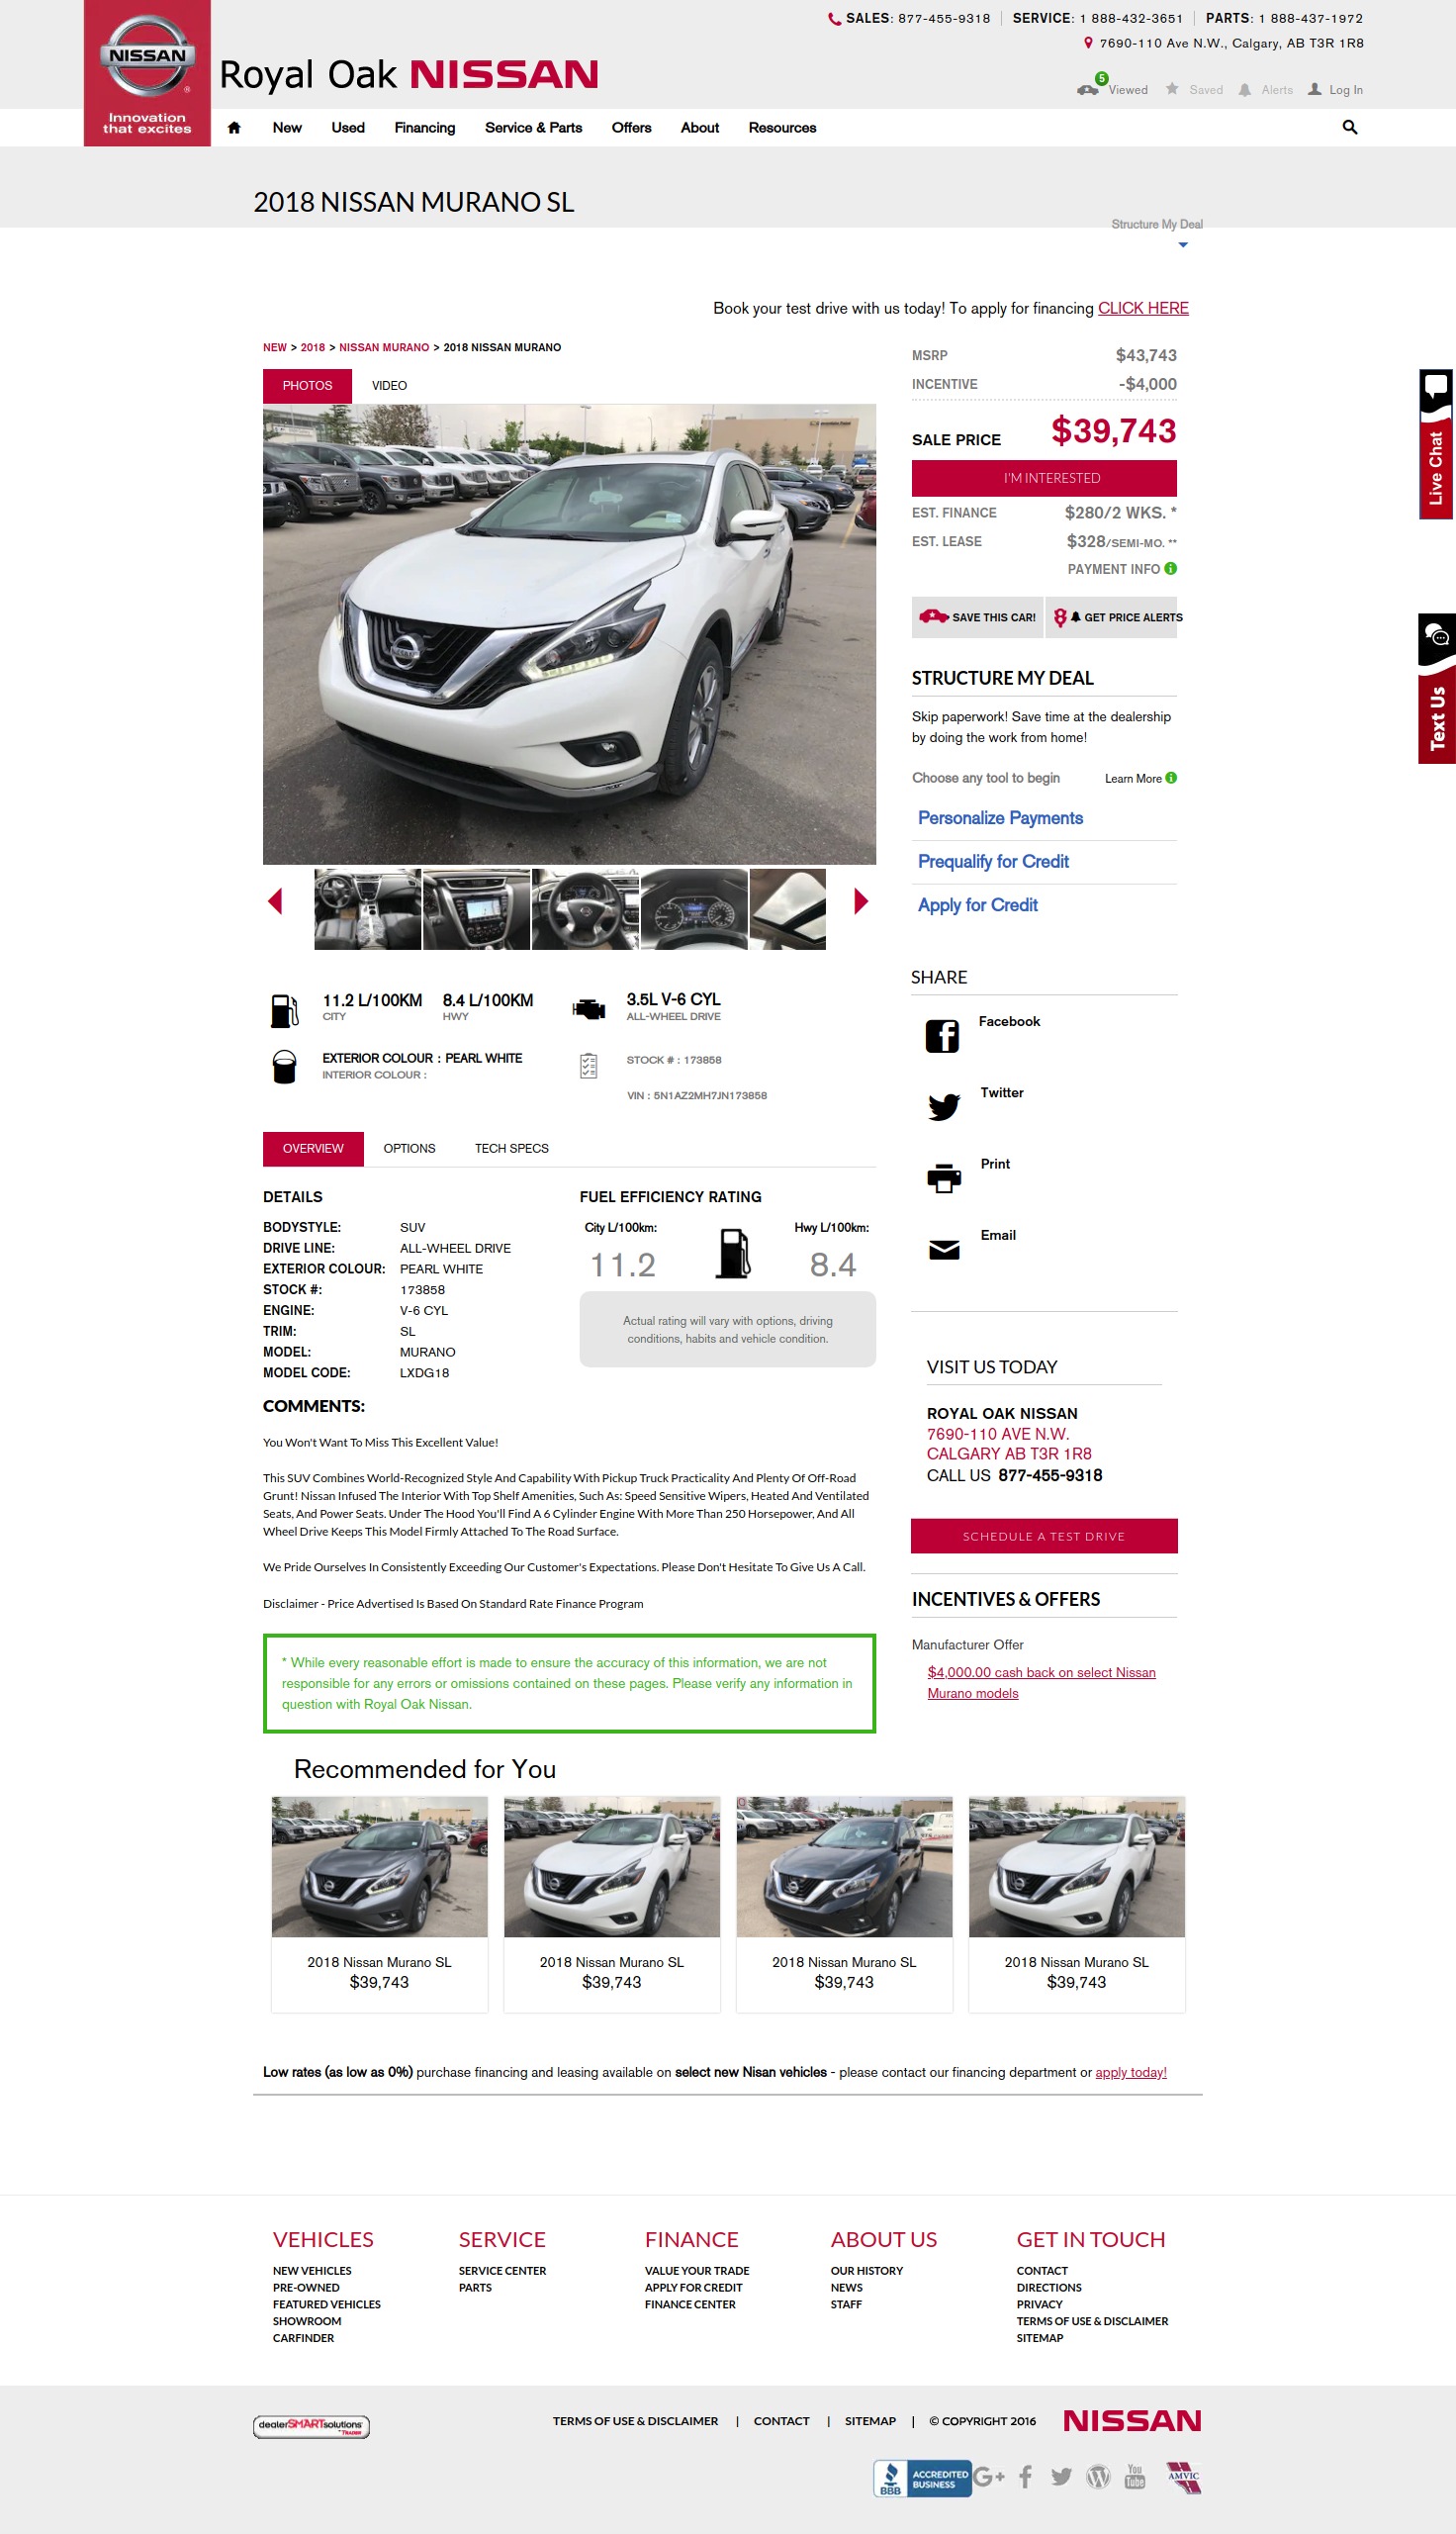 SALES: 877-455-9318 SERVICE: 1 888-432-3651 PARTS: 1 888-437-1972
7690-110 Ave N.W., Calgary, AB T3R 1R8
NISSAN
Innovation
that excites
Royal Oak NISSAN
5 Viewed Saved Alerts Log In
New Used Financing Service & Parts Offers About Resources
2018 NISSAN MURANO SL
Structure My Deal
Book your test drive with us today! To apply for financing CLICK HERE
NEW > 2018 > NISSAN MURANO > 2018 NISSAN MURANO
PHOTOS VIDEO
MSRP $43,743
INCENTIVE -$4,000
SALE PRICE $39,743
I'M INTERESTED
EST. FINANCE $280/2 WKS. *
EST. LEASE $328/SEMI-MO. **
PAYMENT INFO
SAVE THIS CAR! GET PRICE ALERTS
Live Chat
Text Us
STRUCTURE MY DEAL
Skip paperwork! Save time at the dealership
by doing the work from home!
Choose any tool to begin Learn More
Personalize Payments
Prequalify for Credit
Apply for Credit
11.2 L/100KM 8.4 L/100KM 3.5L V-6 CYL
CITY HWY ALL-WHEEL DRIVE
EXTERIOR COLOUR : PEARL WHITE
INTERIOR COLOUR :
STOCK # : 173858
VIN : 5N1AZ2MH7JN173858
SHARE
Facebook
Twitter
Print
Email
OVERVIEW OPTIONS TECH SPECS
DETAILS
BODYSTYLE: SUV
DRIVE LINE: ALL-WHEEL DRIVE
EXTERIOR COLOUR: PEARL WHITE
STOCK #: 173858
ENGINE: V-6 CYL
TRIM: SL
MODEL: MURANO
MODEL CODE: LXDG18
FUEL EFFICIENCY RATING
City L/100km: Hwy L/100km:
11.2 8.4
Actual rating will vary with options, driving
conditions, habits and vehicle condition.
COMMENTS:
You Won't Want To Miss This Excellent Value!
This SUV Combines World-Recognized Style And Capability With Pickup Truck Practicality And Plenty Of Off-Road
Grunt! Nissan Infused The Interior With Top Shelf Amenities, Such As: Speed Sensitive Wipers, Heated And Ventilated
Seats, And Power Seats. Under The Hood You'll Find A 6 Cylinder Engine With More Than 250 Horsepower, And All
Wheel Drive Keeps This Model Firmly Attached To The Road Surface.
We Pride Ourselves In Consistently Exceeding Our Customer's Expectations. Please Don't Hesitate To Give Us A Call.
Disclaimer - Price Advertised Is Based On Standard Rate Finance Program
* While every reasonable effort is made to ensure the accuracy of this information, we are not
responsible for any errors or omissions contained on these pages. Please verify any information in
question with Royal Oak Nissan.
VISIT US TODAY
ROYAL OAK NISSAN
7690-110 AVE N.W.
CALGARY AB T3R 1R8
CALL US 877-455-9318
SCHEDULE A TEST DRIVE
INCENTIVES & OFFERS
Manufacturer Offer
$4,000.00 cash back on select Nissan
Murano models
Recommended for You
2018 Nissan Murano SL 2018 Nissan Murano SL 2018 Nissan Murano SL 2018 Nissan Murano SL
$39,743 $39,743 $39,743 $39,743
Low rates (as low as 0%) purchase financing and leasing available on select new Nisan vehicles - please contact our financing department or apply today!
VEHICLES SERVICE FINANCE ABOUT US GET IN TOUCH
NEW VEHICLES SERVICE CENTER VALUE YOUR TRADE OUR HISTORY CONTACT
PRE-OWNED PARTS APPLY FOR CREDIT NEWS DIRECTIONS
FEATURED VEHICLES FINANCE CENTER STAFF PRIVACY
SHOWROOM TERMS OF USE & DISCLAIMER
CARFINDER SITEMAP
dealerSMARTsolutions
by TRADER
TERMS OF USE & DISCLAIMER | CONTACT | SITEMAP | © COPYRIGHT 2016 NISSAN
BBB ACCREDITED
BUSINESS
G+ You
Tube AMVIC